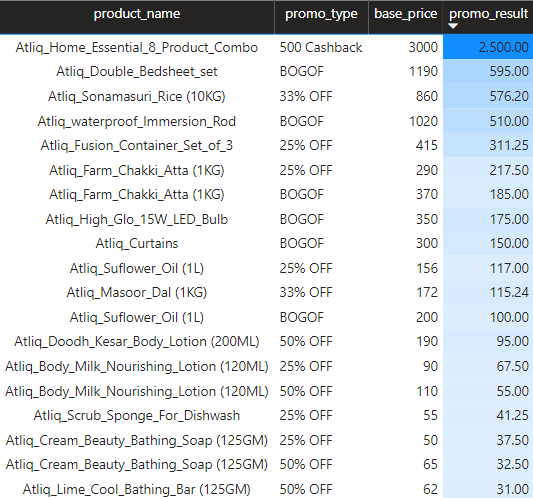 product_name promo_type base_price promo_result
Atliq_Home_Essential_8_Product_Combo 500 Cashback 3000 2,500.00
Atliq_Double_Bedsheet_set BOGOF 1190 595.00
Atliq_Sonamasuri_Rice (10KG) 33% OFF 860 576.20
Atliq_waterproof_Immersion_Rod BOGOF 1020 510.00
Atliq_Fusion_Container_Set_of_3 25% OFF 415 311.25
Atliq_Farm_Chakki_Atta (1KG) 25% OFF 290 217.50
Atliq_Farm_Chakki_Atta (1KG) BOGOF 370 185.00
Atliq_High_Glo_15W_LED_Bulb BOGOF 350 175.00
Atliq_Curtains BOGOF 300 150.00
Atliq_Suflower_Oil (1L) 25% OFF 156 117.00
Atliq_Masoor_Dal (1KG) 33% OFF 172 115.24
Atliq_Suflower_Oil (1L) BOGOF 200 100.00
Atliq_Doodh_Kesar_Body_Lotion (200ML) 50% OFF 190 95.00
Atliq_Body_Milk_Nourishing_Lotion (120ML) 25% OFF 90 67.50
Atliq_Body_Milk_Nourishing_Lotion (120ML) 50% OFF 110 55.00
Atliq_Scrub_Sponge_For_Dishwash 25% OFF 55 41.25
Atliq_Cream_Beauty_Bathing_Soap (125GM) 25% OFF 50 37.50
Atliq_Cream_Beauty_Bathing_Soap (125GM) 50% OFF 65 32.50
Atliq_Lime_Cool_Bathing_Bar (125GM) 50% OFF 62 31.00